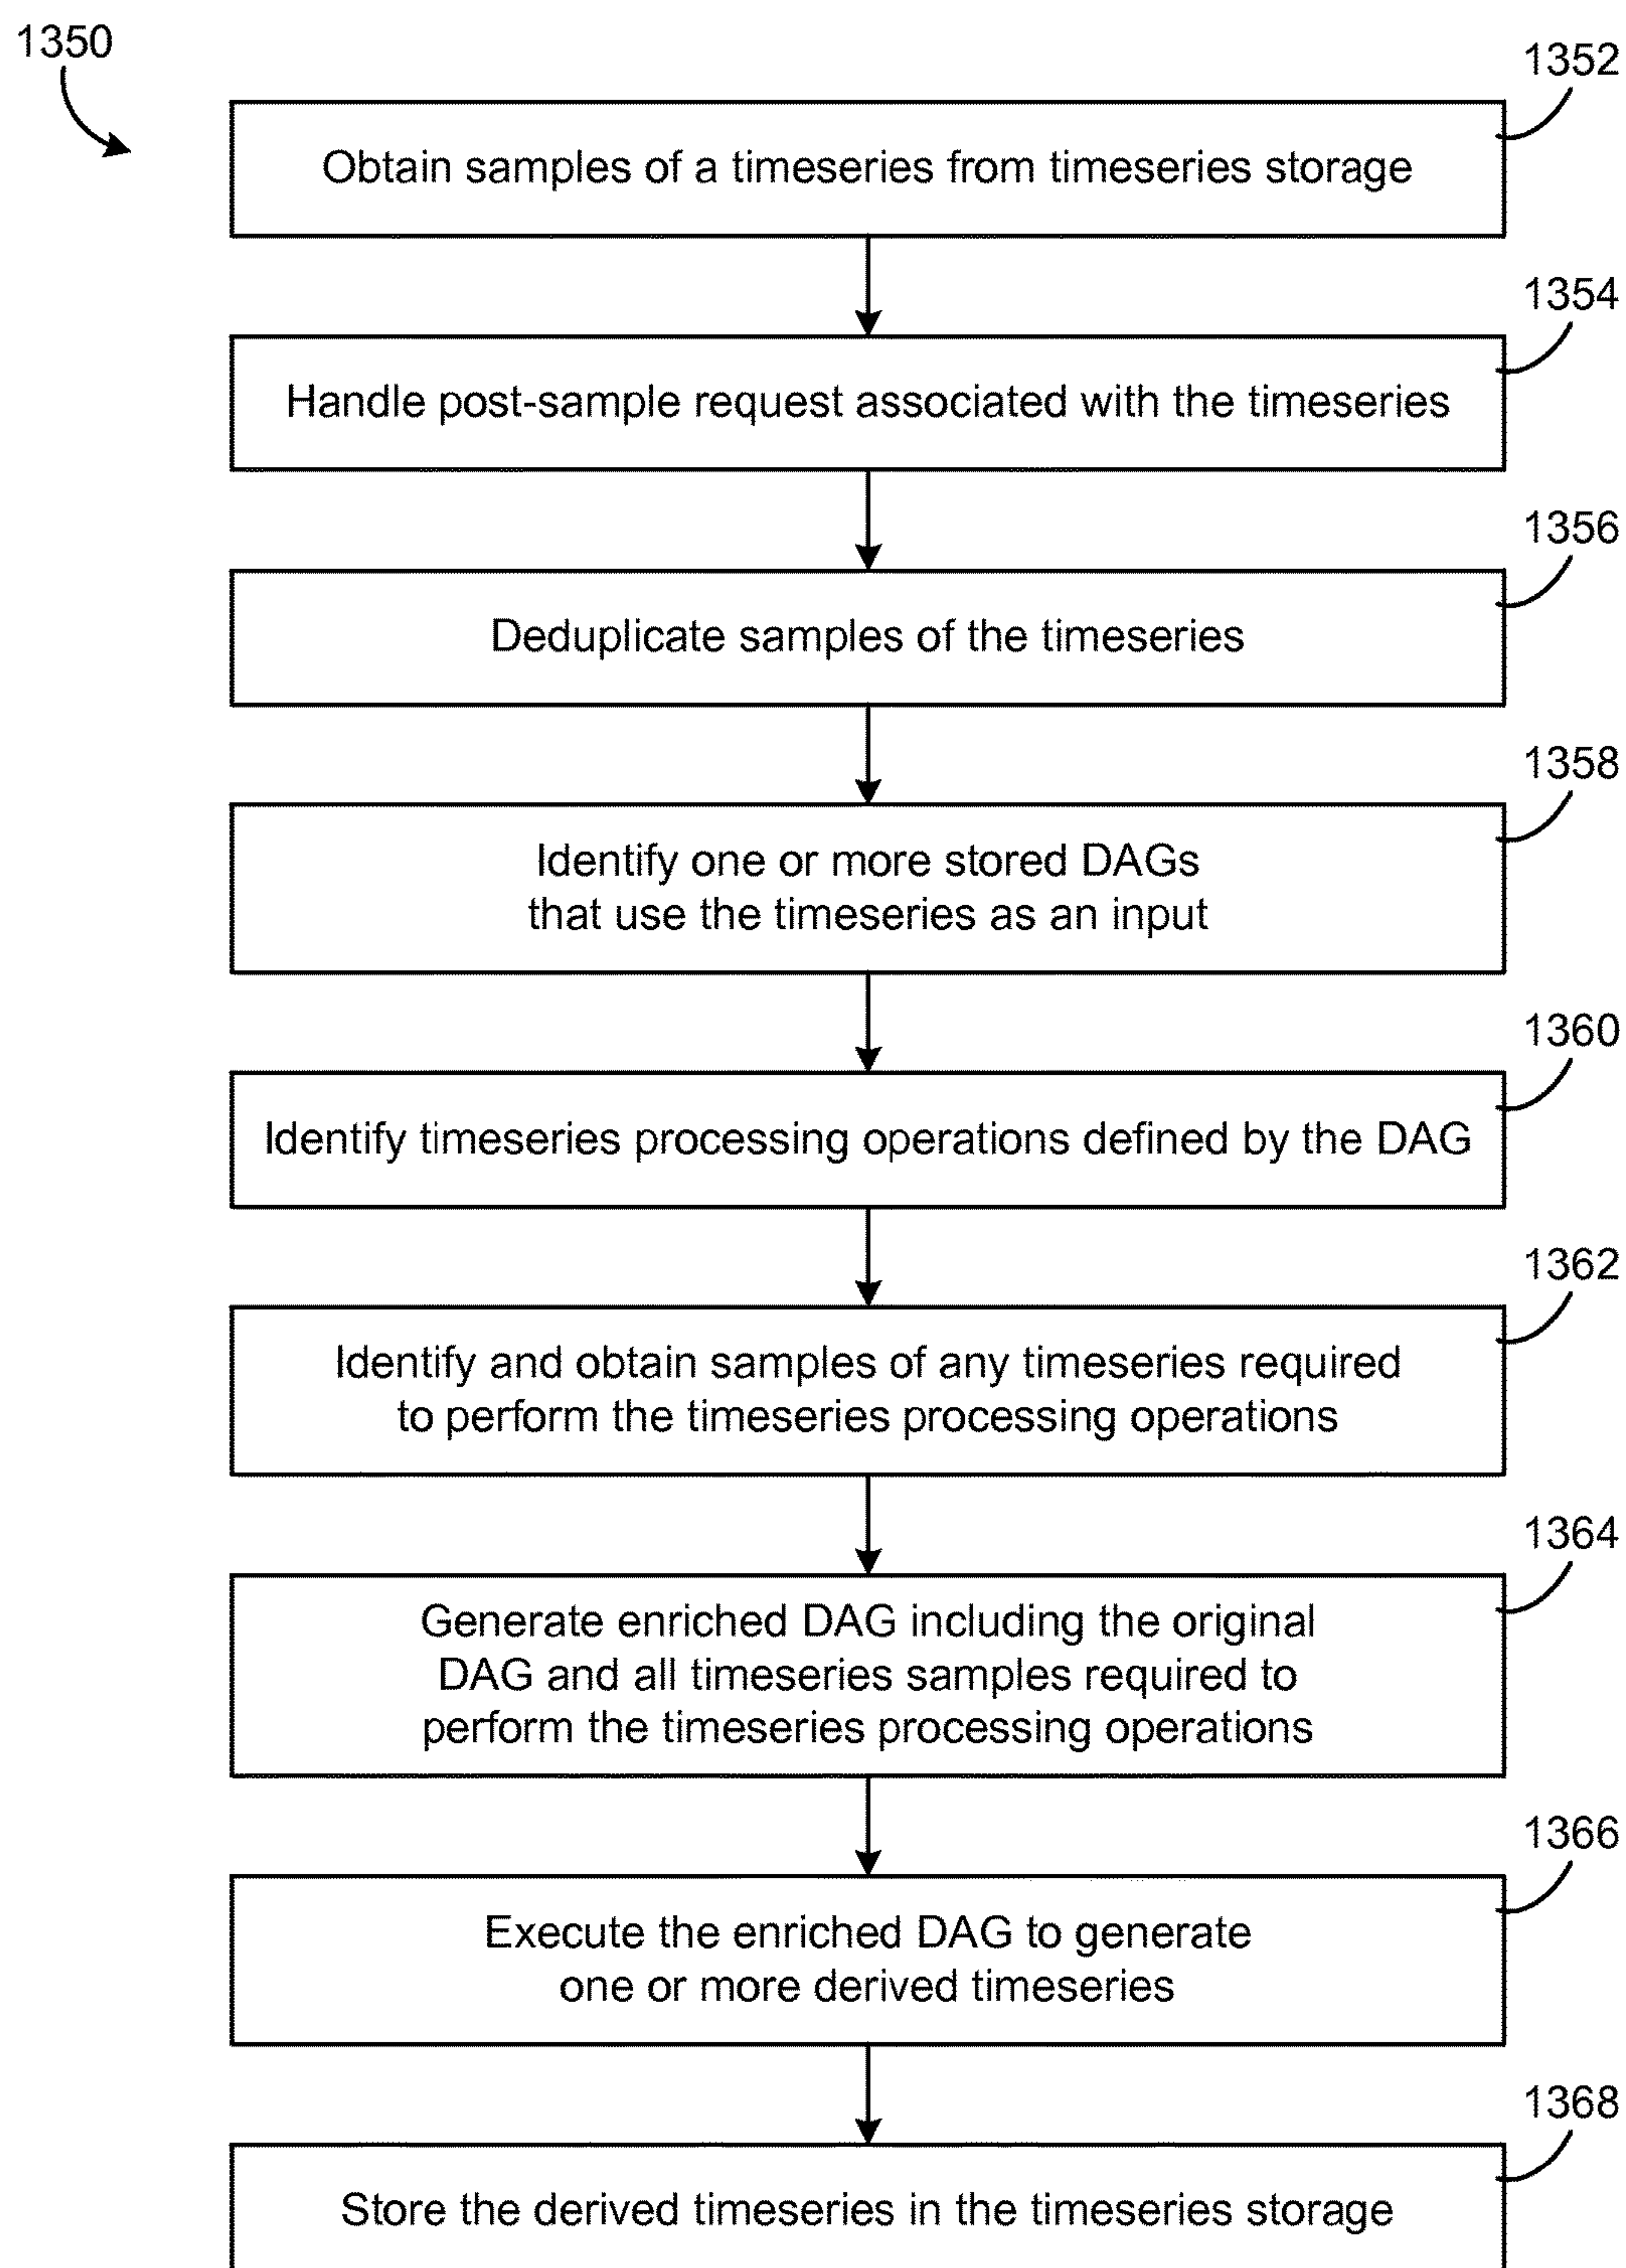 1350
1352
Obtain samples of a timeseries from timeseries storage
1354
Handle post-sample request associated with the timeseries
1356
Deduplicate samples of the timeseries
1358
Identify one or more stored DAGs
that use the timeseries as an input
1360
Identify timeseries processing operations defined by the DAG
1362
Identify and obtain samples of any timeseries required
to perform the timeseries processing operations
1364
Generate enriched DAG including the original
DAG and all timeseries samples required to
perform the timeseries processing operations
1366
Execute the enriched DAG to generate
one or more derived timeseries
1368
Store the derived timeseries in the timeseries storage